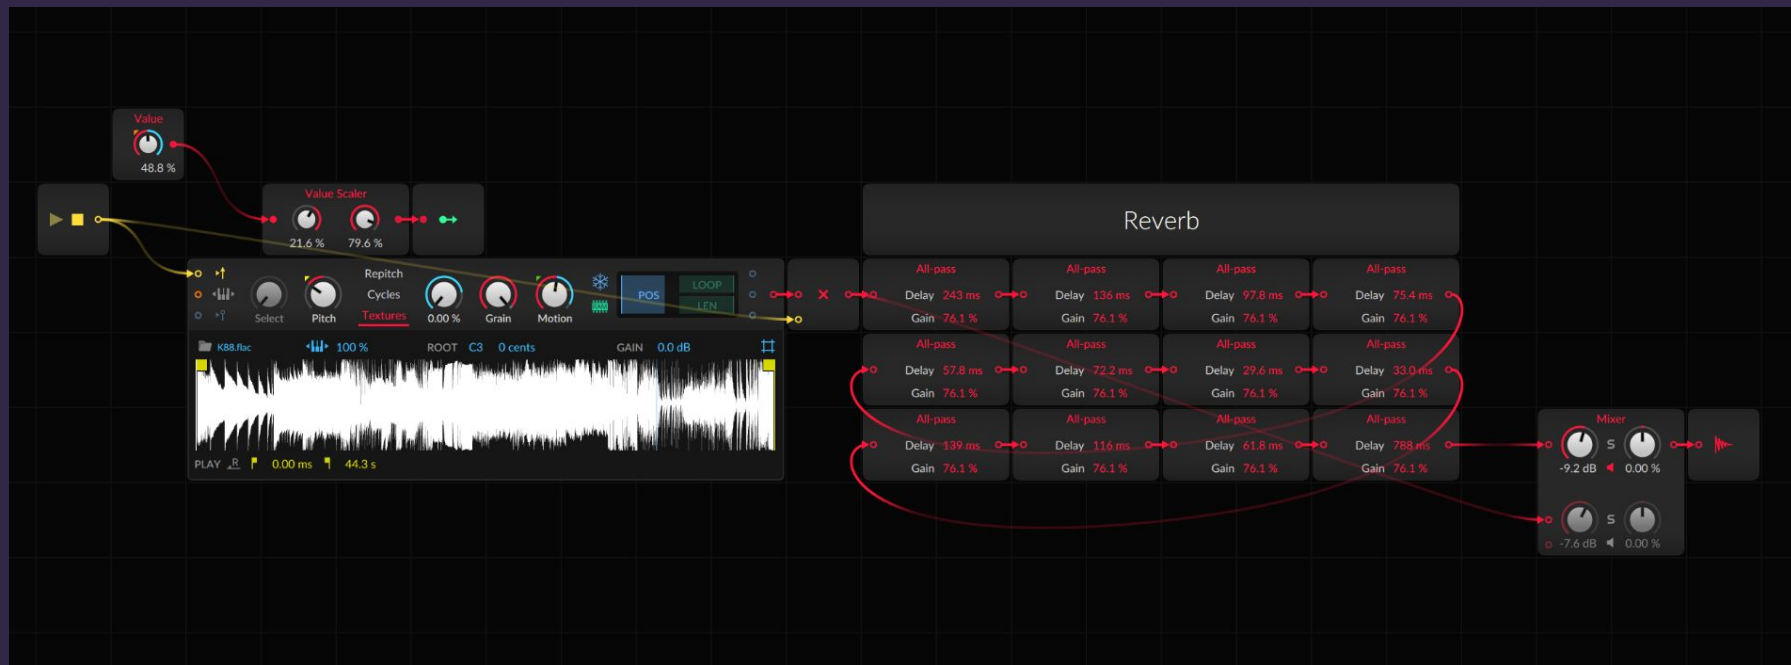 Value
48.8 %
Value Scaler
21.6 % 79.6 %
Reverb
Select
Pitch
Repitch
Cycles
Textures
0.00 %
Grain
Motion
POS
LOOP
LEN
K88.flac
100 %
ROOT C3 0 cents
GAIN 0.0 dB
PLAY R 0.00 ms 44.3 s
All-pass All-pass All-pass All-pass
Delay 243 ms Delay 136 ms Delay 97.8 ms Delay 75.4 ms
Gain 76.1 % Gain 76.1 % Gain 76.1 % Gain 76.1 %
All-pass All-pass All-pass All-pass
Delay 57.8 ms Delay 72.2 ms Delay 29.6 ms Delay 33.0 ms
Gain 76.1 % Gain 76.1 % Gain 76.1 % Gain 76.1 %
All-pass All-pass All-pass All-pass
Delay 139 ms Delay 116 ms Delay 61.8 ms Delay 788 ms
Gain 76.1 % Gain 76.1 % Gain 76.1 % Gain 76.1 %
Mixer
S
-9.2 dB 0.00 %
S
-7.6 dB 0.00 %